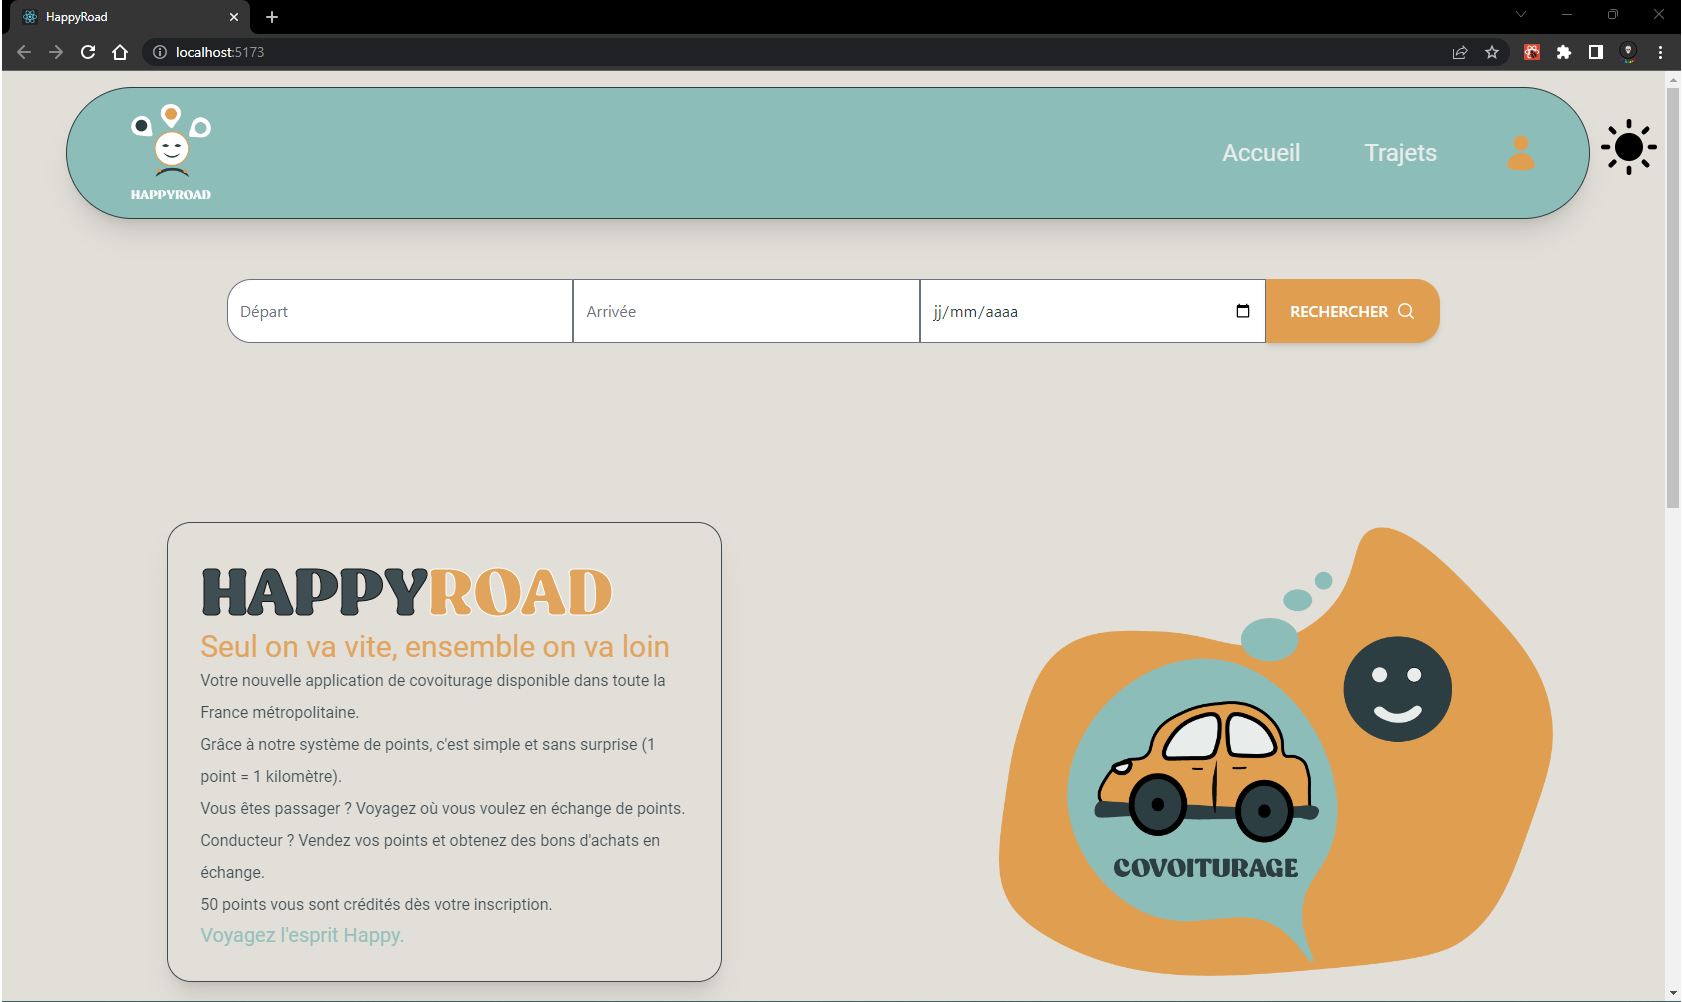 HappyRoad
localhost:5173
HAPPYROAD
Accueil
Trajets
Départ
Arrivée
jj/mm/aaaa
RECHERCHER
HAPPYROAD
Seul on va vite, ensemble on va loin
Votre nouvelle application de covoiturage disponible dans toute la
France métropolitaine.
Grâce à notre système de points, c'est simple et sans surprise (1
point = 1 kilomètre).
Vous êtes passager ? Voyagez où vous voulez en échange de points.
Conducteur ? Vendez vos points et obtenez des bons d'achats en
échange.
50 points vous sont crédités dès votre inscription.
Voyagez l'esprit Happy.
COVOITURAGE